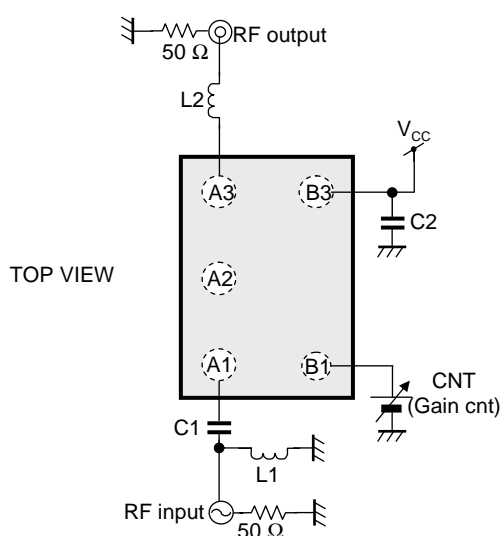 RF output
50 Ω
L2
VCC
A3
B3
C2
TOP VIEW
A2
A1
B1
CNT
(Gain cnt)
C1
L1
RF input
50 Ω